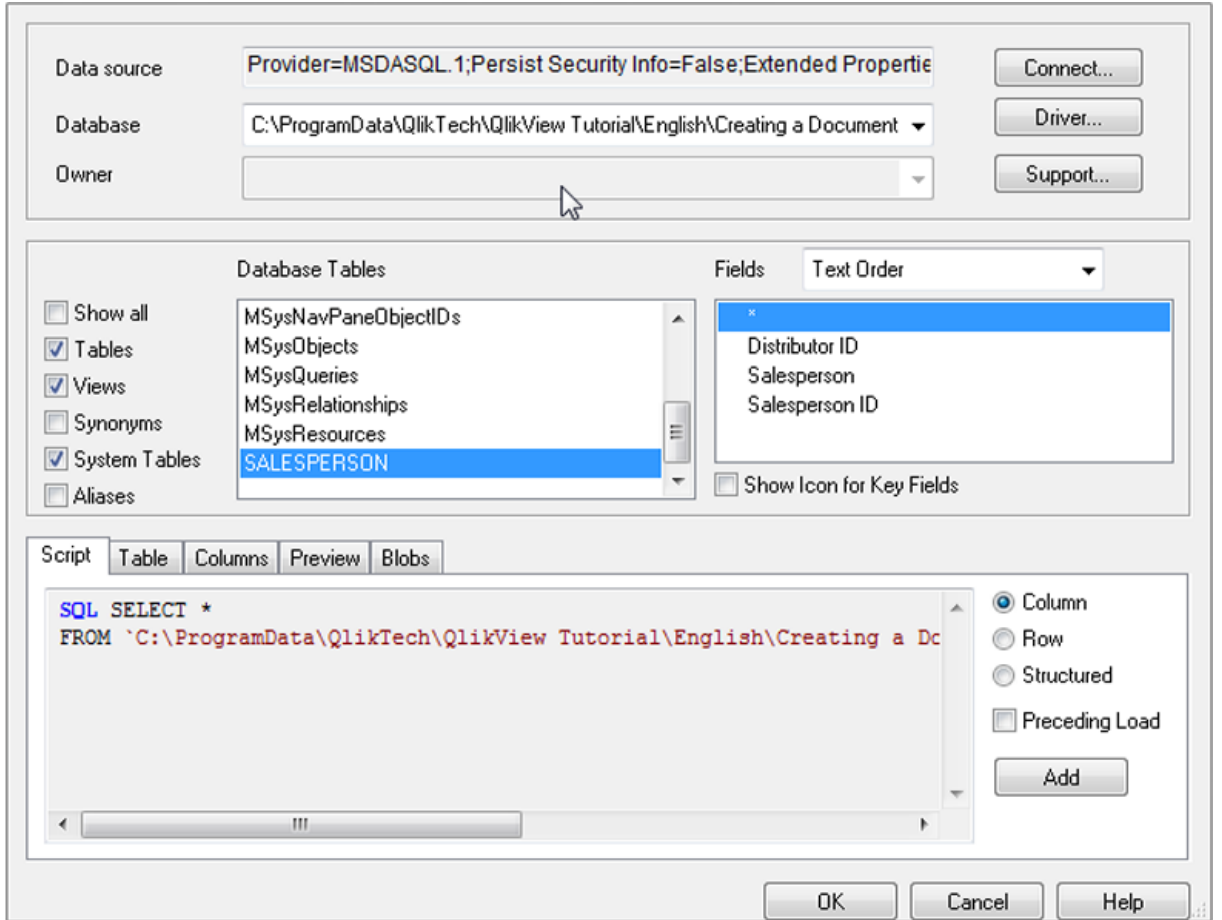 Data source Provider=MSDASQL.1;Persist Security Info=False;Extended Propertie Connect...
Database C:\ProgramData\QlikTech\QlikView Tutorial\English\Creating a Document Driver...
Owner Support...
Database Tables Fields Text Order
Show all
Tables
Views
Synonyms
System Tables
Aliases
MSysNavPaneObjectIDs
MSysObjects
MSysQueries
MSysRelationships
MSysResources
SALESPERSON
*
Distributor ID
Salesperson
Salesperson ID
Show Icon for Key Fields
Script Table Columns Preview Blobs
SQL SELECT *
FROM `C:\ProgramData\QlikTech\QlikView Tutorial\English\Creating a Do
Column
Row
Structured
Preceding Load
Add
OK Cancel Help